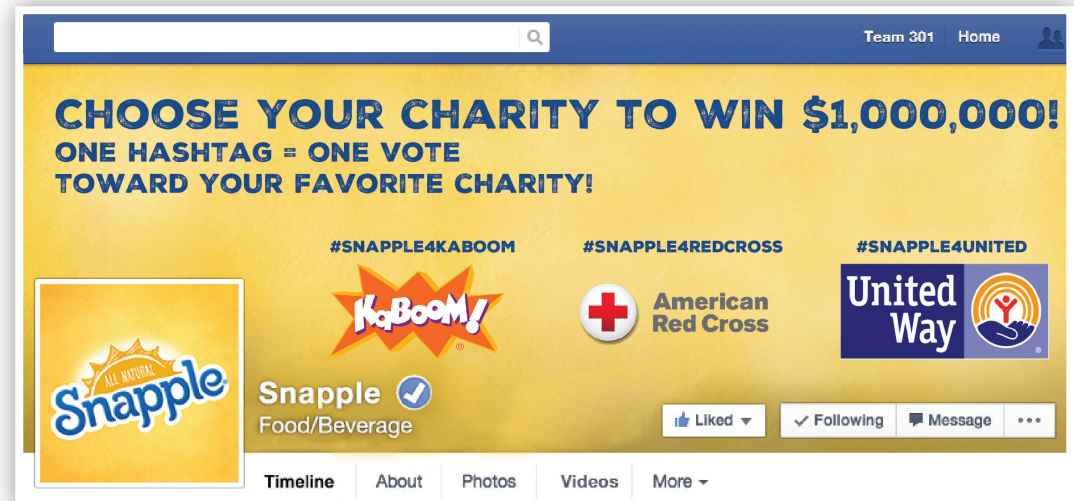 Team 301 Home
CHOOSE YOUR CHARITY TO WIN $1,000,000!
ONE HASHTAG = ONE VOTE
TOWARD YOUR FAVORITE CHARITY!
#SNAPPLE4KABOOM #SNAPPLE4REDCROSS #SNAPPLE4UNITED
KaBOOM! ®
American
Red Cross
United
Way ®
ALL NATURAL
Snapple
Snapple
Food/Beverage
Liked Following Message
Timeline About Photos Videos More